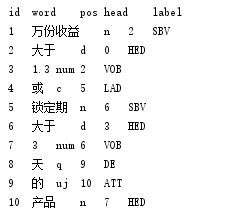 id word pos head label
1 万份收益 n 2 SBV
2 大于 d 0 HED
3 1.3 num 2 VOB
4 或 c 5 LAD
5 锁定期 n 6 SBV
6 大于 d 3 HED
7 3 num 6 VOB
8 天 q 9 DE
9 的 uj 10 ATT
10 产品 n 7 HED